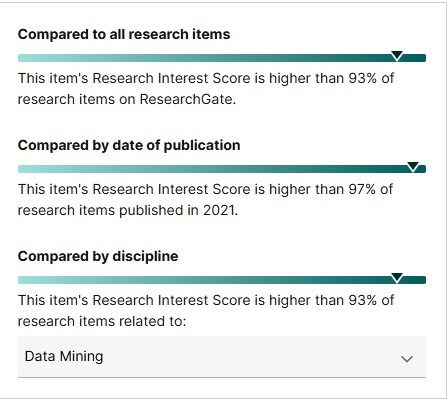 Compared to all research items
This item's Research Interest Score is higher than 93% of
research items on ResearchGate.
Compared by date of publication
This item's Research Interest Score is higher than 97% of
research items published in 2021.
Compared by discipline
This item's Research Interest Score is higher than 93% of
research items related to:
Data Mining